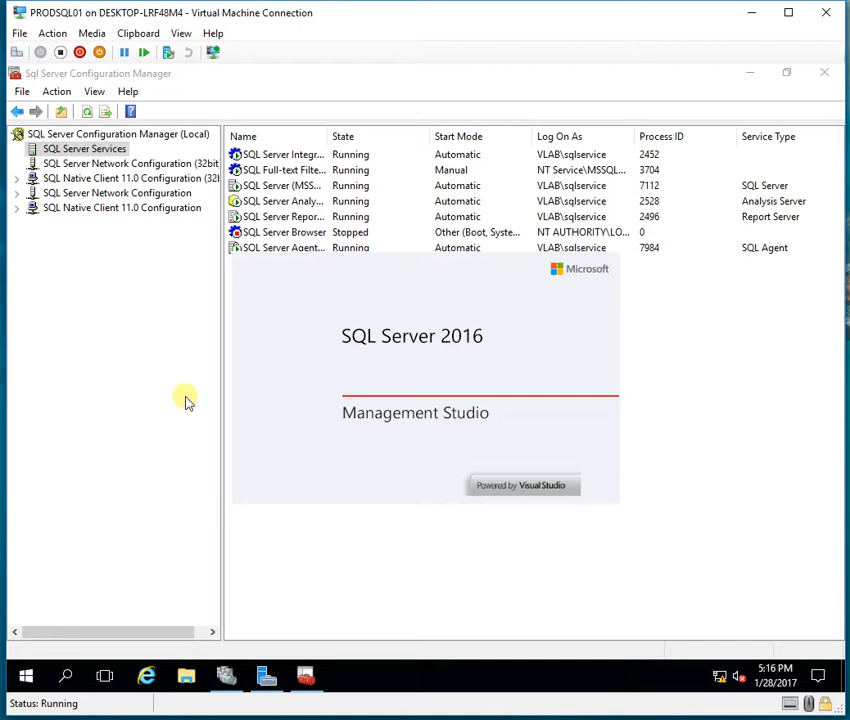 PRODSQL01 on DESKTOP-LRF48M4 - Virtual Machine Connection
File Action Media Clipboard View Help
Sql Server Configuration Manager
File Action View Help
SQL Server Configuration Manager (Local)
SQL Server Services
SQL Server Network Configuration (32bit
SQL Native Client 11.0 Configuration (32
SQL Server Network Configuration
SQL Native Client 11.0 Configuration
Name State Start Mode Log On As Process ID Service Type
SQL Server Integr... Running Automatic VLAB\sqlservice 2452
SQL Full-text Filte... Running Manual NT Service\MSSQL... 3704
SQL Server (MSS... Running Automatic VLAB\sqlservice 7112 SQL Server
SQL Server Analy... Running Automatic VLAB\sqlservice 2528 Analysis Server
SQL Server Repor... Running Automatic VLAB\sqlservice 2496 Report Server
SQL Server Browser Stopped Other (Boot, Syste... NT AUTHORITY\LO... 0
SQL Server Agent... Running Automatic VLAB\sqlservice 7984 SQL Agent
Microsoft
SQL Server 2016
Management Studio
Powered by Visual Studio
5:16 PM
1/28/2017
Status: Running